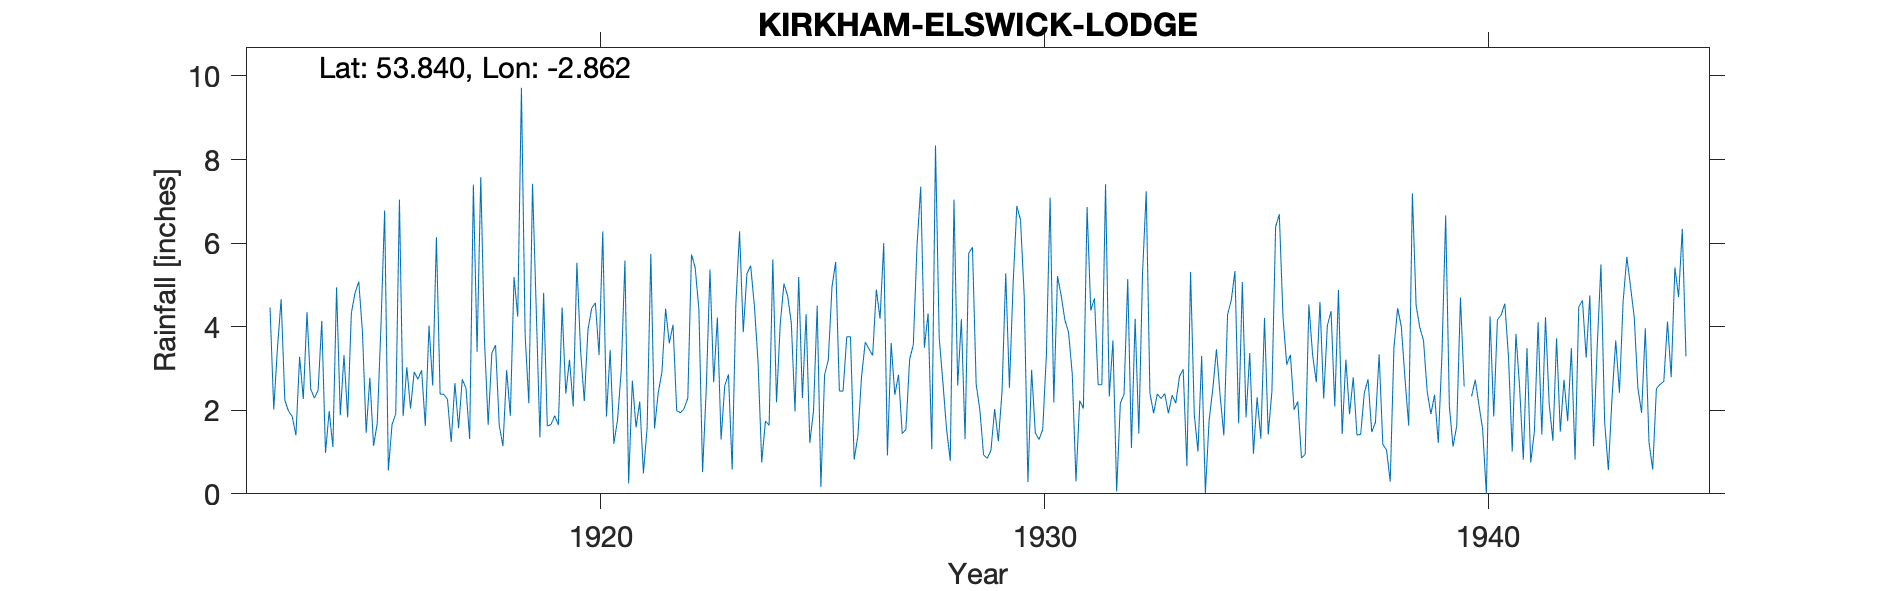 KIRKHAM-ELSWICK-LODGE
Lat: 53.840, Lon: -2.862
10
8
6
4
2
0
Rainfall [inches]
1920 1930 1940
Year